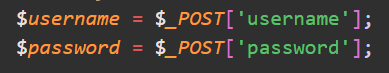 $username = $_POST['username'];
$password = $_POST['password'];